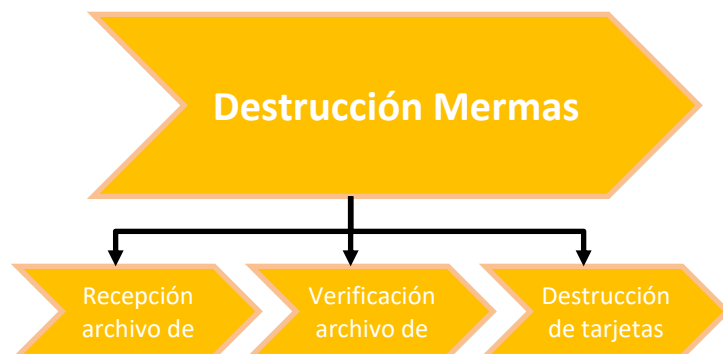 Destrucción Mermas
Recepción
archivo de
Verificación
archivo de
Destrucción
de tarjetas